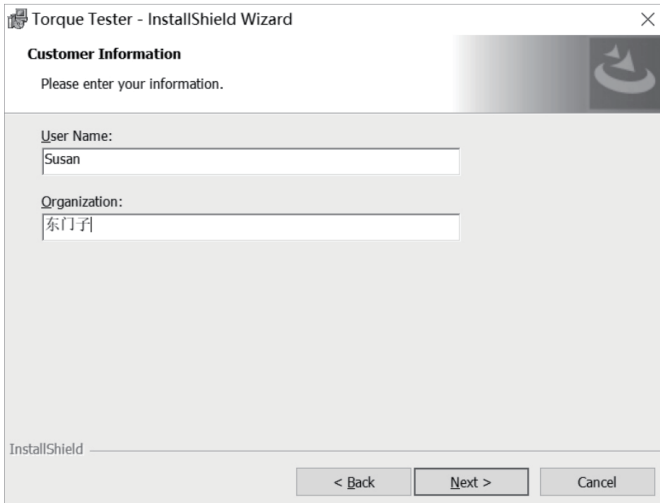 Torque Tester - InstallShield Wizard
Customer Information
Please enter your information.
User Name:
Susan
Organization:
东门子
InstallShield
< Back Next > Cancel